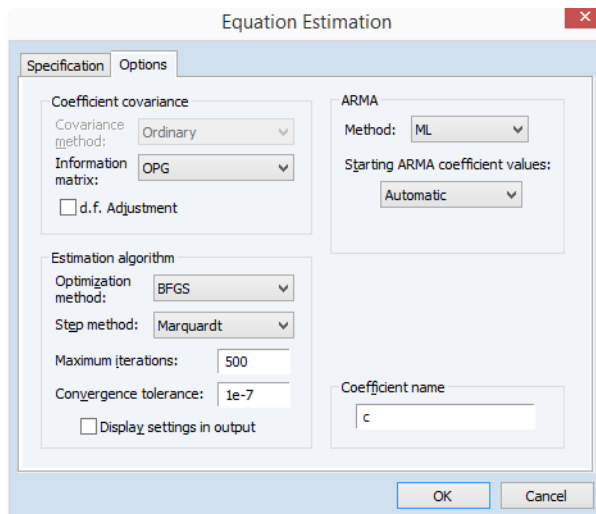 Equation Estimation
Specification
Options
Coefficient covariance
Covariance
method:
Ordinary
Information
matrix:
OPG
d.f. Adjustment
Estimation algorithm
Optimization
method:
BFGS
Step method:
Marquardt
Maximum iterations:
500
Convergence tolerance:
1e-7
Display settings in output
ARMA
Method:
ML
Starting ARMA coefficient values:
Automatic
Coefficient name
c
OK
Cancel